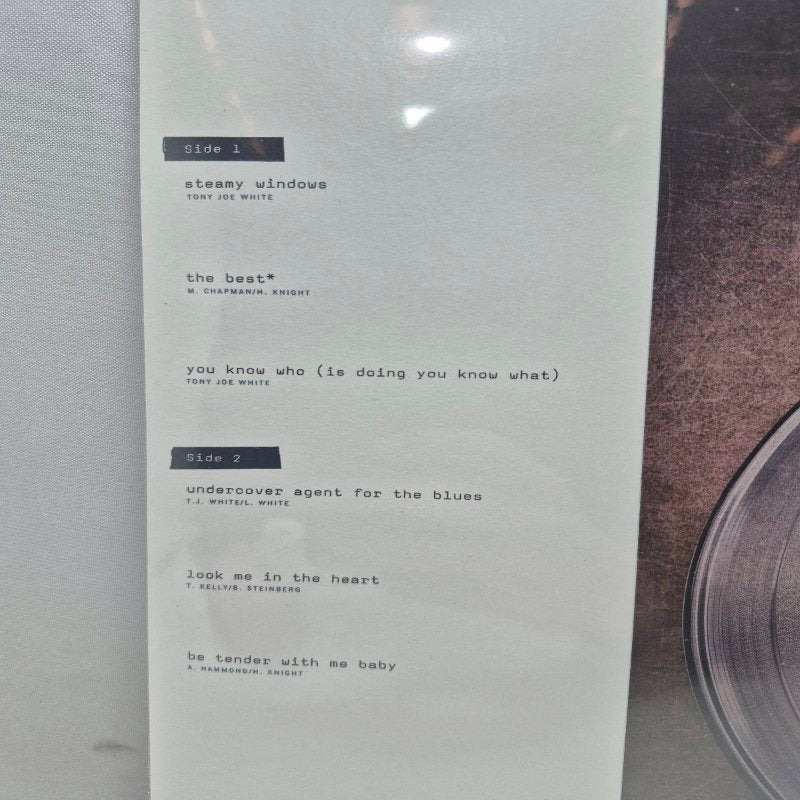 Side 1
steamy windows
TONY JOE WHITE
the best*
M. CHAPMAN/H. KNIGHT
you know who (is doing you know what)
TONY JOE WHITE
Side 2
undercover agent for the blues
T.J. WHITE/L. WHITE
look me in the heart
T. KELLY/B. STEINBERG
be tender with me baby
A. HAMMOND/H. KNIGHT